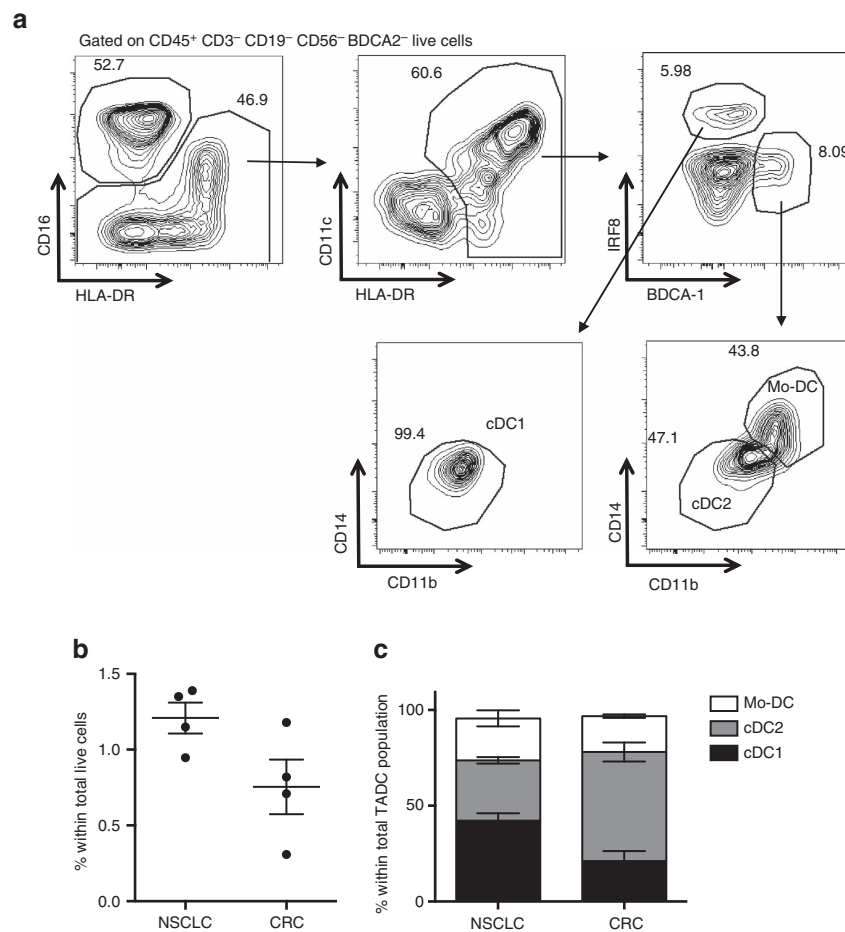 a
Gated on CD45⁺ CD3⁻ CD19⁻ CD56⁻ BDCA2⁻ live cells
52.7
46.9
CD16
HLA-DR
60.6
CD11c
HLA-DR
5.98
8.09
IRF8
BDCA-1
99.4
cDC1
CD14
CD11b
43.8
Mo-DC
47.1
cDC2
CD14
CD11b
b
1.5
1.0
0.5
0.0
% within total live cells
NSCLC
CRC
c
100
50
0
% within total TADC population
NSCLC
CRC
Mo-DC
cDC2
cDC1